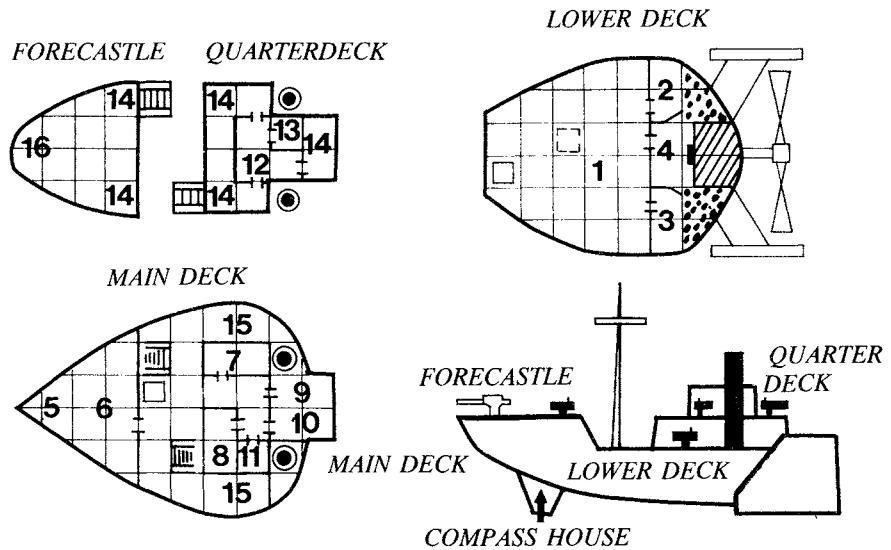 FORECASTLE
QUARTERDECK
14
16
14
14
13
14
12
14
LOWER DECK
2
4
1
3
MAIN DECK
15
7
5
6
9
10
8
11
15
FORECASTLE
QUARTER
DECK
MAIN DECK
LOWER DECK
COMPASS HOUSE